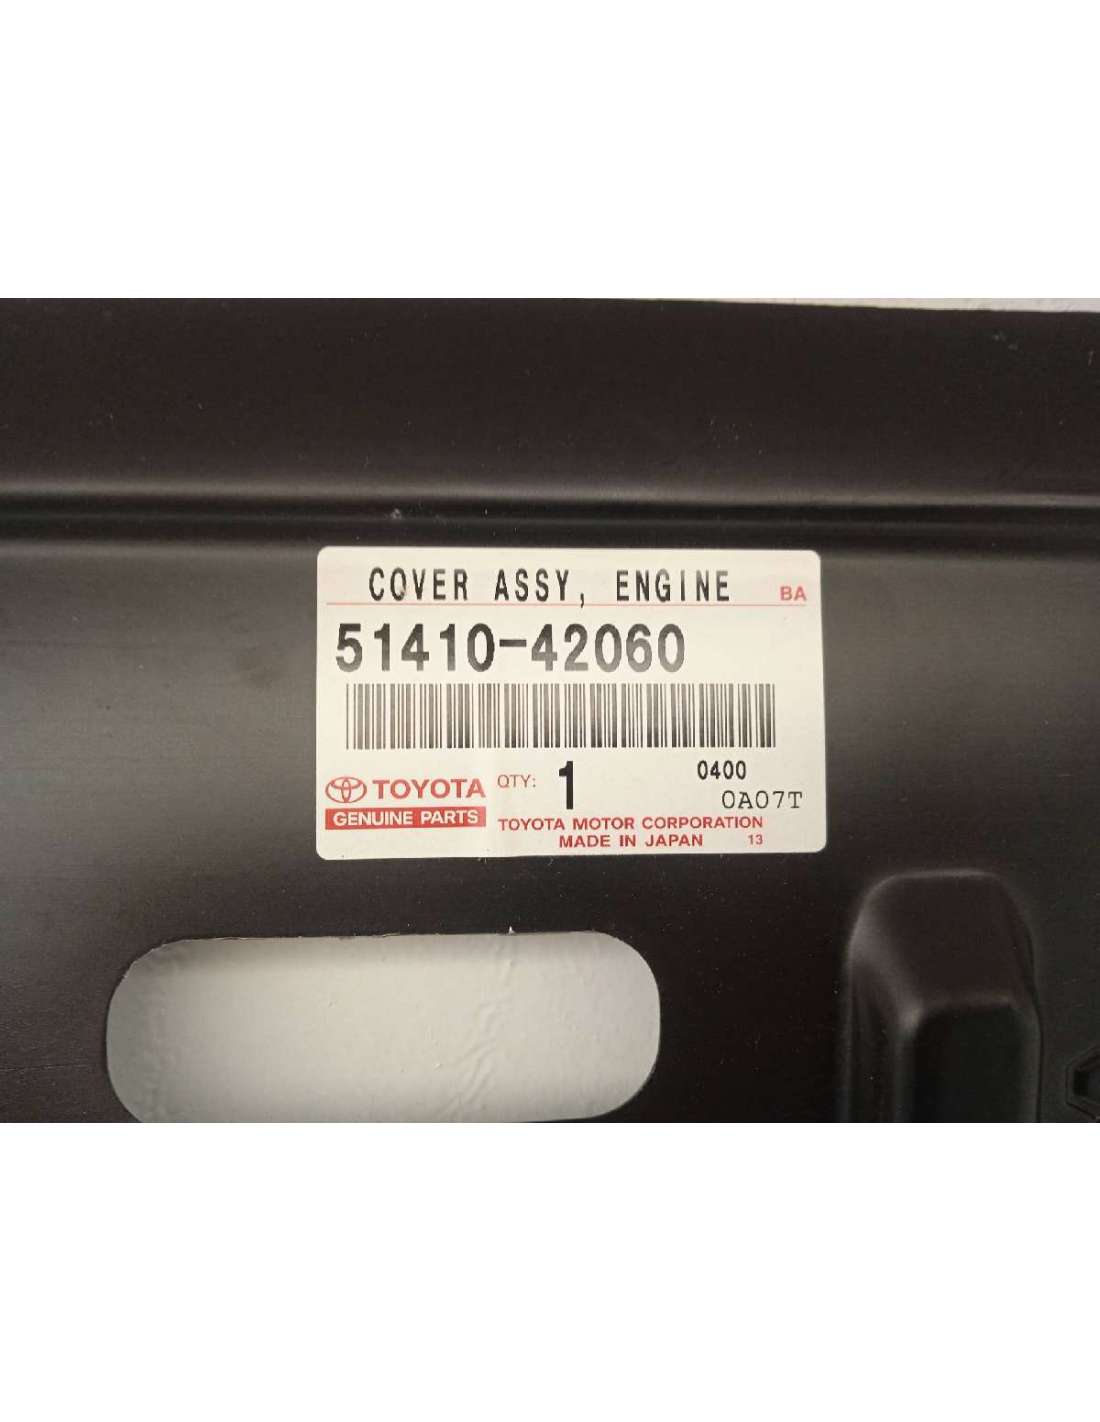 COVER ASSY, ENGINE BA
51410-42060
TOYOTA QTY: 1 0400
0A07T
GENUINE PARTS TOYOTA MOTOR CORPORATION
MADE IN JAPAN 13